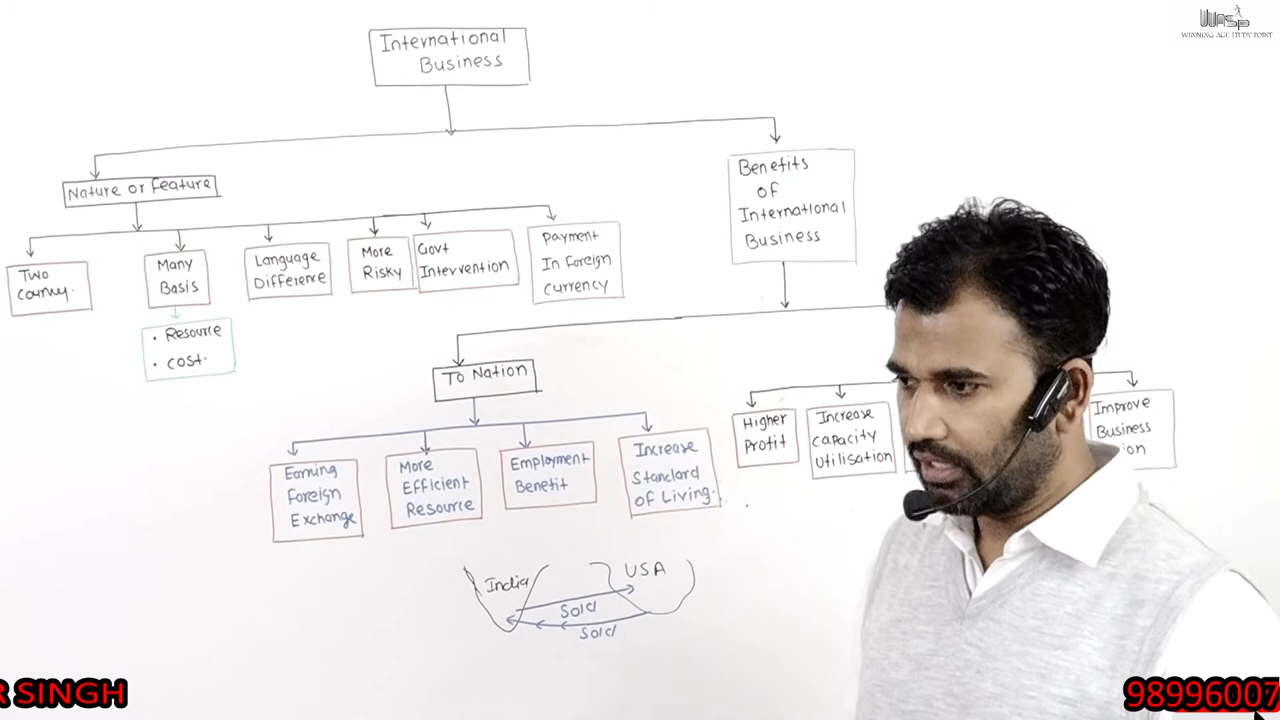 WASP
WINNING AGE STUDY POINT
International
Business
Nature or Feature
Benefits
of
International
Business
Two
Many
Basis
Language
Difference
More
Risky
Govt
Intervention
Payment
In Foreign
currency
• Resource
• cost.
To Nation
Earning
Foreign
Exchange
More
Efficient
Resource
Employment
Benefit
Increase
Standard
of Living.
Higher
Profit
Increase
capacity
Utilisation
Improve
Business
ion
India
USA
Sold
Sold
R SINGH
98996007